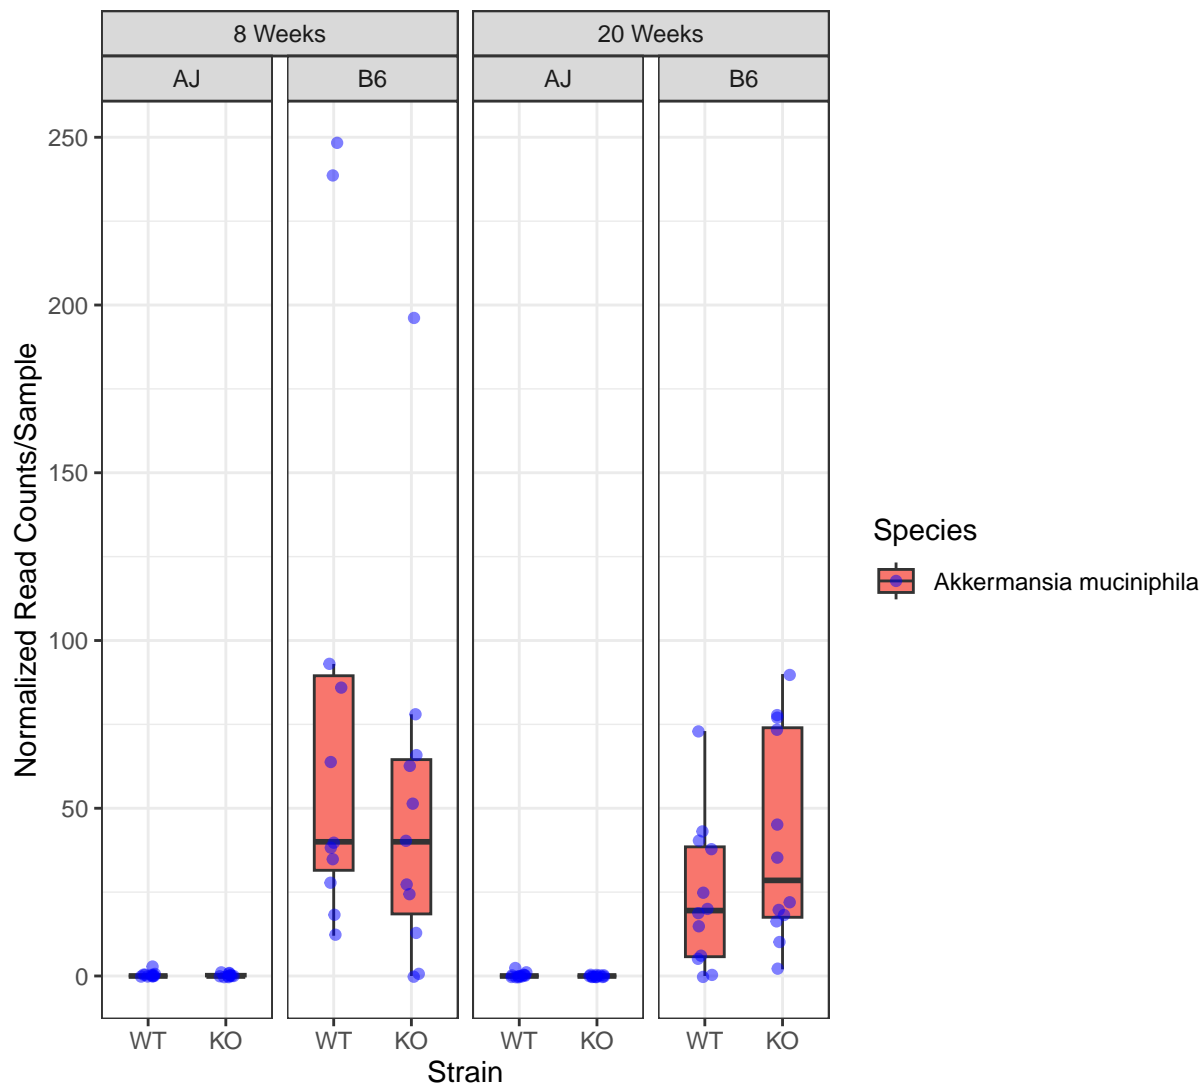 8 Weeks 20 Weeks
AJ B6 AJ B6
250
200
150
100
50
0
Normalized Read Counts/Sample
WT KO WT KO WT KO WT KO
Strain
Species
Akkermansia muciniphila